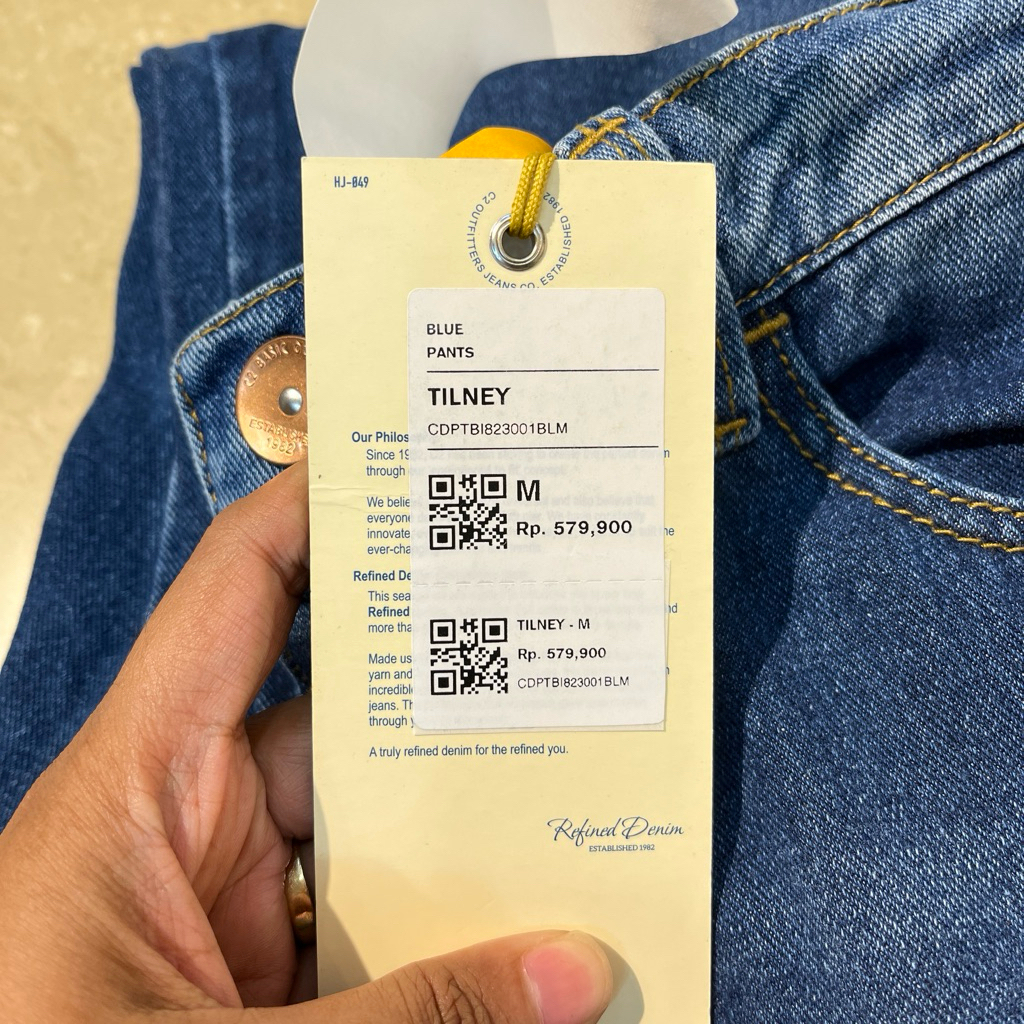 HJ-049
C2 OUTFITTERS JEANS CO. ESTABLISHED 1982
BLUE
PANTS
TILNEY
CDPTBI823001BLM
M
Rp. 579,900
TILNEY - M
Rp. 579,900
CDPTBI823001BLM
BASIC
1982
Our Philos
Since 19
through
We belie
everyone
innovate
ever-cha
Refined De
This sea
Refined
more tha
Made us
yarn and
incredibl
jeans. Th
through
A truly refined denim for the refined you.
Refined Denim
ESTABLISHED 1982